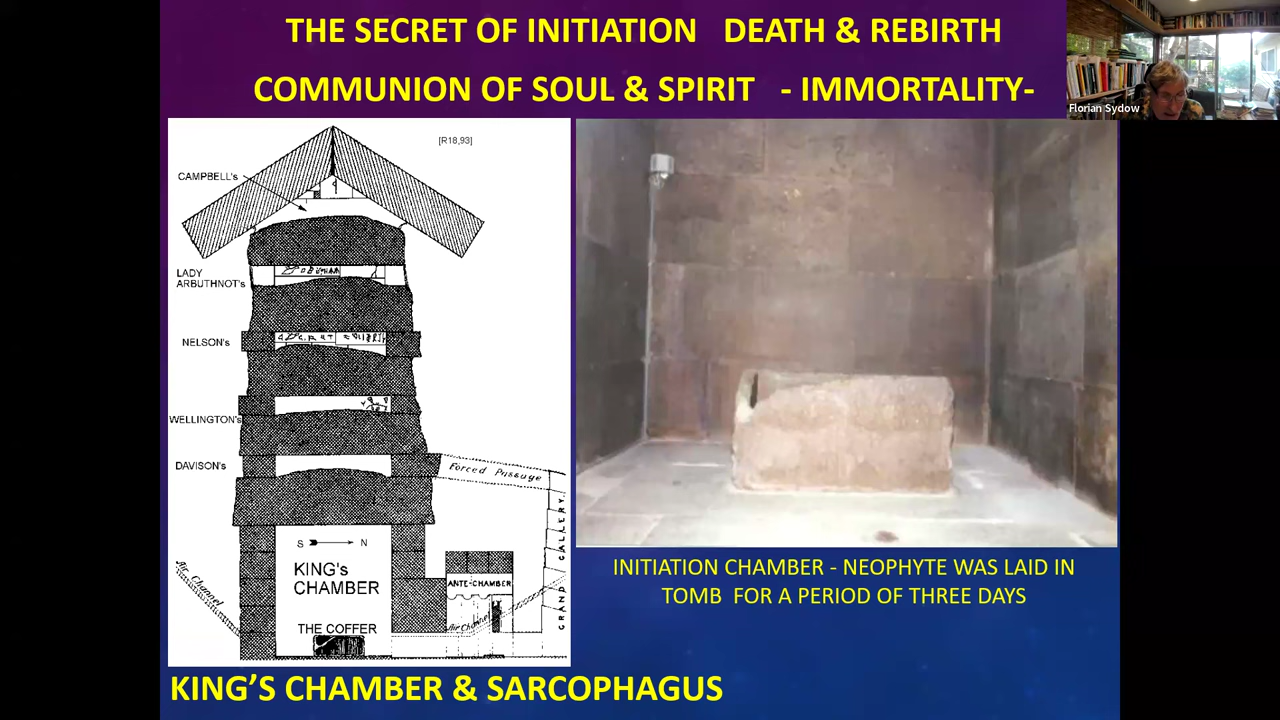 THE SECRET OF INITIATION DEATH & REBIRTH
COMMUNION OF SOUL & SPIRIT - IMMORTALITY-
Florian Sydow
[R18,93]
CAMPBELL's
LADY
ARBUTHNOT's
NELSON's
WELLINGTON's
DAVISON's
Forced Passage
GRAND GALLERY.
S N
KING's
CHAMBER
ANTE-CHAMBER
Air Channel
Air Channel
THE COFFER
INITIATION CHAMBER - NEOPHYTE WAS LAID IN
TOMB FOR A PERIOD OF THREE DAYS
KING'S CHAMBER & SARCOPHAGUS